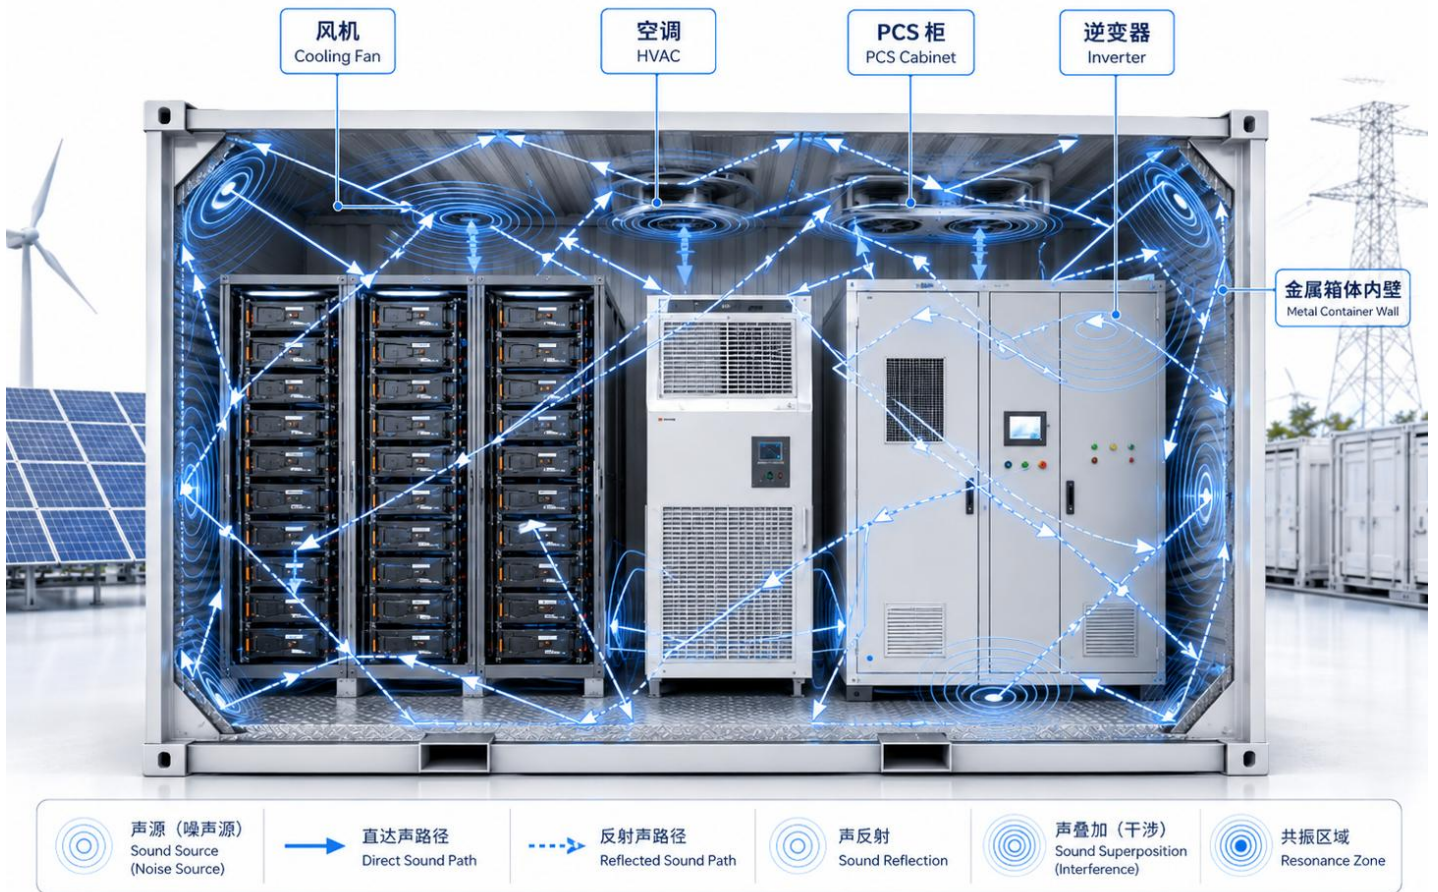 风机
Cooling Fan
空调
HVAC
PCS 柜
PCS Cabinet
逆变器
Inverter
金属箱体内壁
Metal Container Wall
声源（噪声源）
Sound Source
(Noise Source)
直达声路径
Direct Sound Path
反射声路径
Reflected Sound Path
声反射
Sound Reflection
声叠加（干涉）
Sound Superposition
(Interference)
共振区域
Resonance Zone